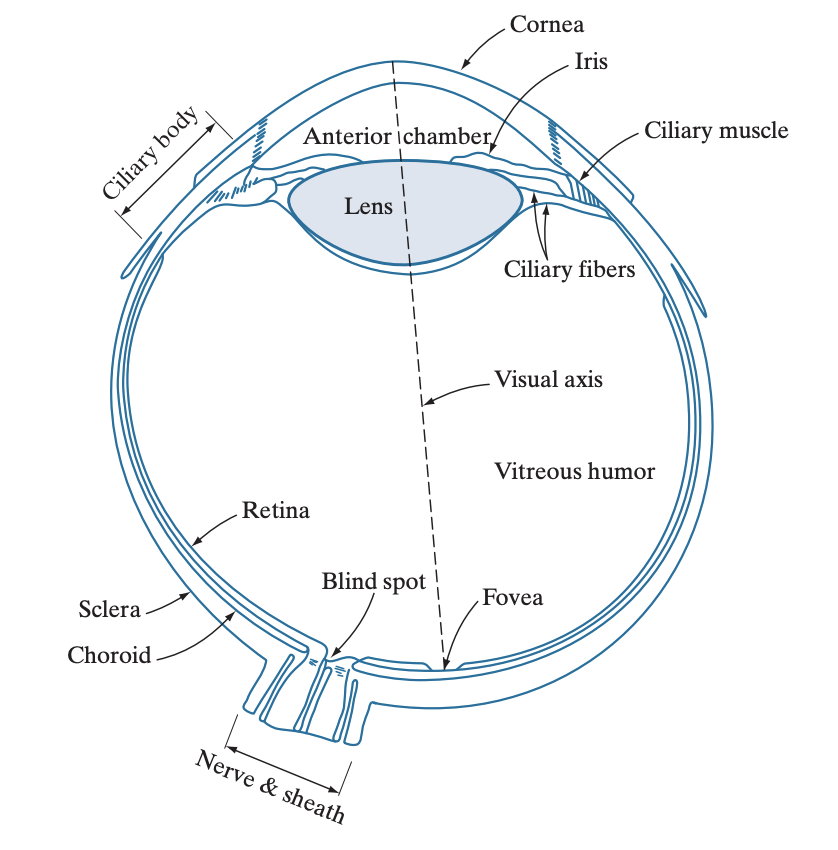 Cornea
Iris
Ciliary muscle
Ciliary body
Anterior chamber
Lens
Ciliary fibers
Visual axis
Vitreous humor
Retina
Blind spot
Fovea
Sclera
Choroid
Nerve & sheath